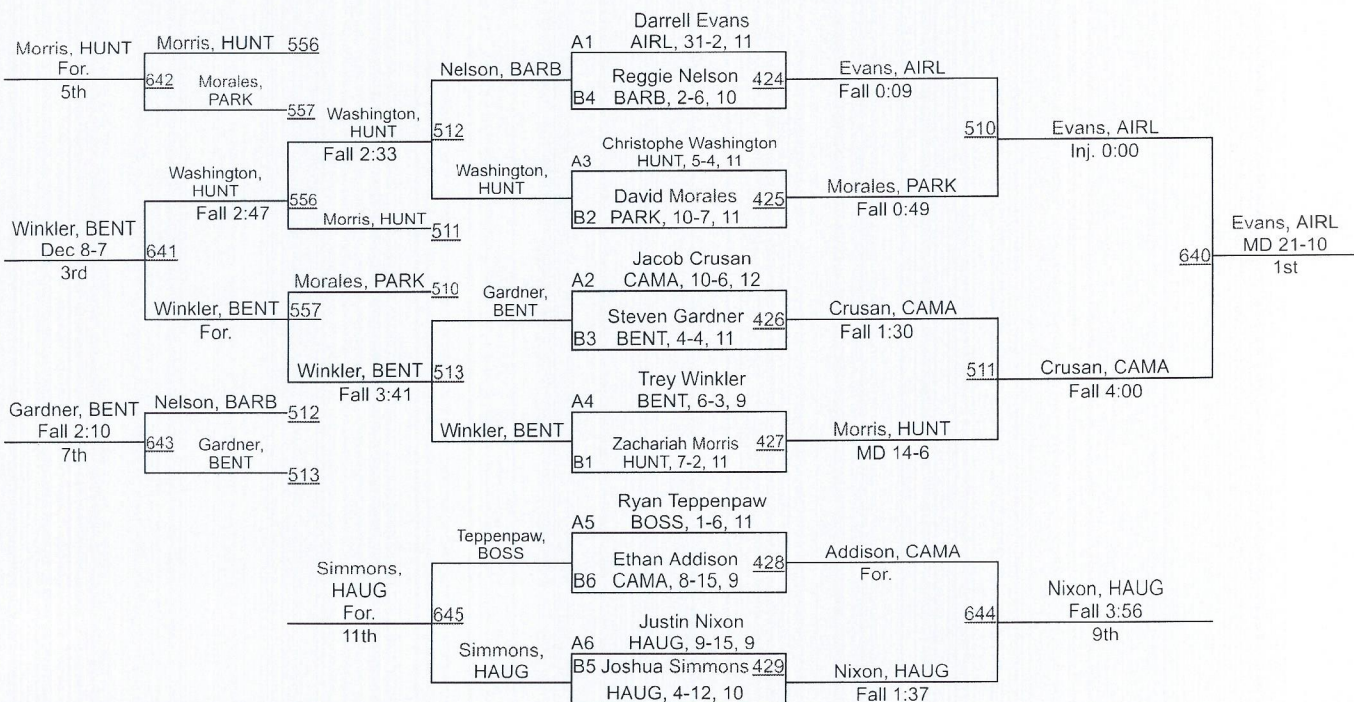 Morris, HUNT
For.
5th
Morris, HUNT 556
642
Morales,
PARK
557
Washington,
HUNT
Fall 2:33
Washington,
HUNT
Fall 2:47
556
Morris, HUNT
511
Winkler, BENT
Dec 8-7
3rd
641
Winkler, BENT
For.
557
Morales, PARK 510
Winkler, BENT
Fall 3:41
Gardner, BENT
Fall 2:10
7th
Nelson, BARB 512
643
Gardner,
BENT
513
Nelson, BARB
512
Washington,
HUNT
Gardner,
BENT
513
Winkler, BENT
Simmons,
HAUG
For.
11th
Teppenpaw,
BOSS
645
Simmons,
HAUG
Darrell Evans
A1 AIRL, 31-2, 11
Reggie Nelson 424
B4 BARB, 2-6, 10
Christophe Washington
A3 HUNT, 5-4, 11
David Morales 425
B2 PARK, 10-7, 11
Jacob Crusan
A2 CAMA, 10-6, 12
Steven Gardner 426
B3 BENT, 4-4, 11
Trey Winkler
A4 BENT, 6-3, 9
Zachariah Morris 427
B1 HUNT, 7-2, 11
Ryan Teppenpaw
A5 BOSS, 1-6, 11
Ethan Addison 428
B6 CAMA, 8-15, 9
Justin Nixon
A6 HAUG, 9-15, 9
B5 Joshua Simmons 429
HAUG, 4-12, 10
Evans, AIRL
Fall 0:09
510
Morales, PARK
Fall 0:49
Crusan, CAMA
Fall 1:30
511
Morris, HUNT
MD 14-6
Addison, CAMA
For.
644
Nixon, HAUG
Fall 1:37
Evans, AIRL
Inj. 0:00
640
Crusan, CAMA
Fall 4:00
Nixon, HAUG
Fall 3:56
9th
Evans, AIRL
MD 21-10
1st